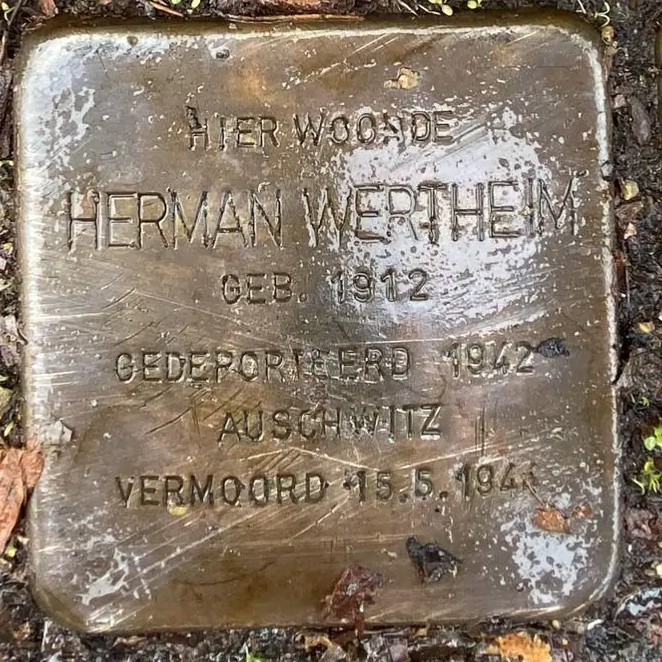 HIER WOONDE
HERMAN WERTHEIM
GEB. 1912
GEDEPORTEERD 1942
AUSCHWITZ
VERMOORD